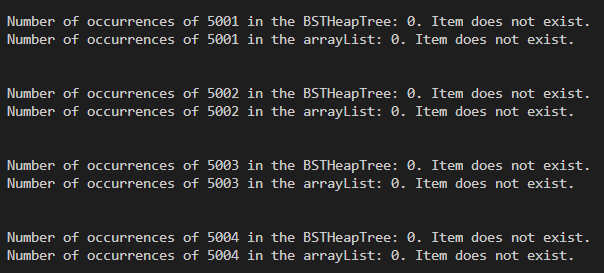 Number of occurrences of 5001 in the BSTHeapTree: 0. Item does not exist.
Number of occurrences of 5001 in the arrayList: 0. Item does not exist.
Number of occurrences of 5002 in the BSTHeapTree: 0. Item does not exist.
Number of occurrences of 5002 in the arrayList: 0. Item does not exist.
Number of occurrences of 5003 in the BSTHeapTree: 0. Item does not exist.
Number of occurrences of 5003 in the arrayList: 0. Item does not exist.
Number of occurrences of 5004 in the BSTHeapTree: 0. Item does not exist.
Number of occurrences of 5004 in the arrayList: 0. Item does not exist.